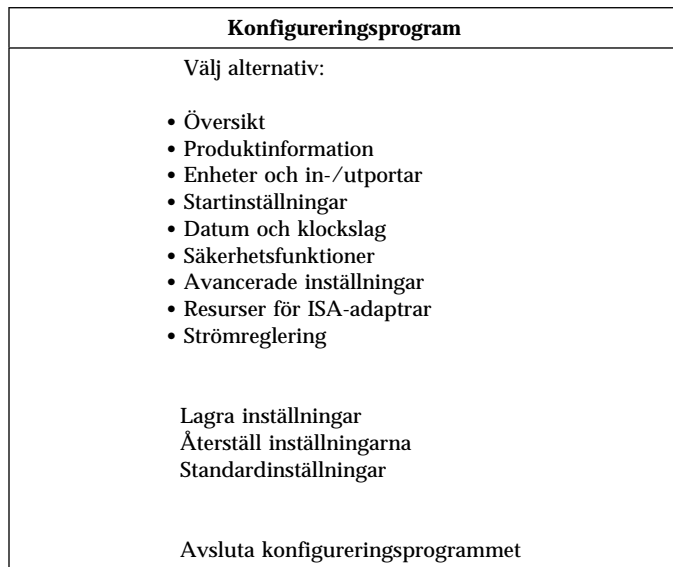 Konfigureringsprogram
Välj alternativ:
• Översikt
• Produktinformation
• Enheter och in-/utportar
• Startinställningar
• Datum och klockslag
• Säkerhetsfunktioner
• Avancerade inställningar
• Resurser för ISA-adaptrar
• Strömreglering
Lagra inställningar
Återställ inställningarna
Standardinställningar
Avsluta konfigureringsprogrammet